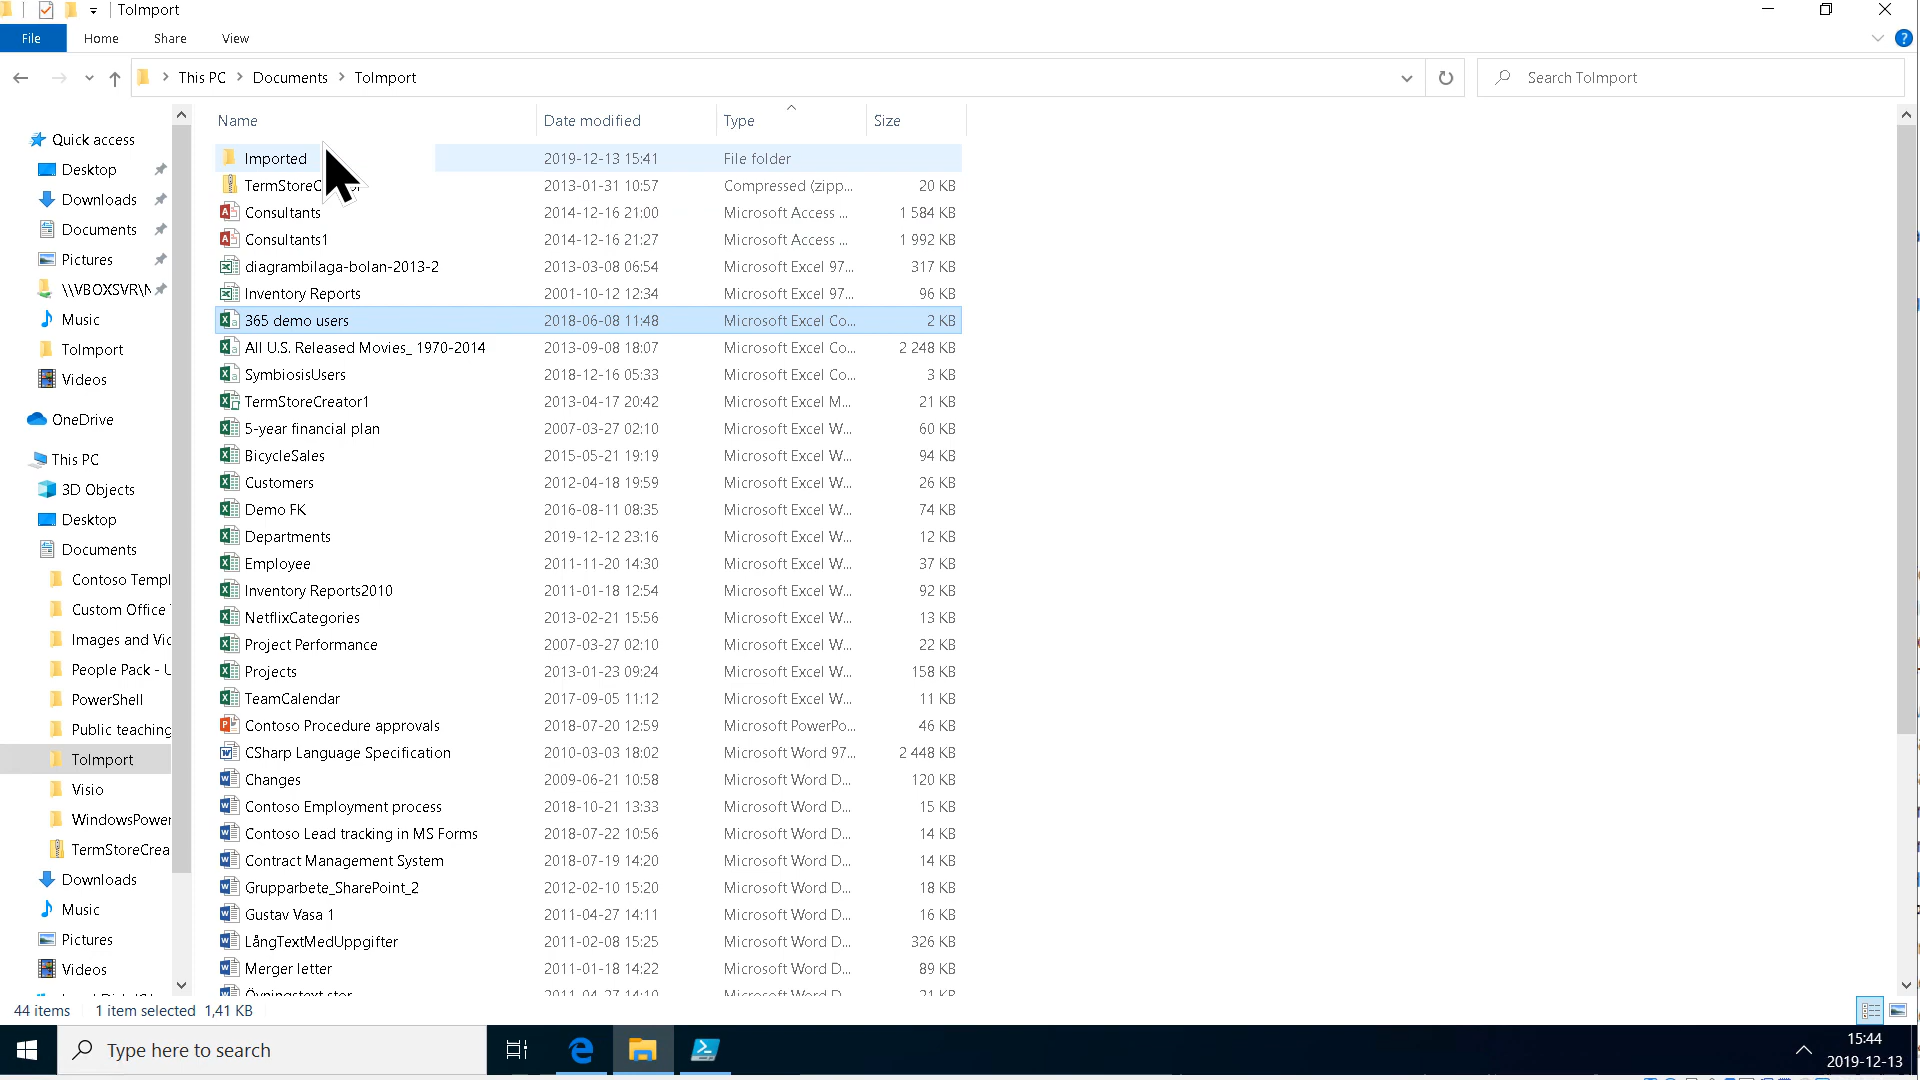 ToImport
File
Home
Share
View
This PC
Documents
ToImport
Search ToImport
Name
Date modified
Type
Size
Quick access
Desktop
Downloads
Documents
Pictures
\\VBOXSVR\
Music
ToImport
Videos
OneDrive
This PC
3D Objects
Desktop
Documents
Contoso Templ
Custom Office
Images and Vic
People Pack - U
PowerShell
Public teaching
ToImport
Visio
WindowsPower
TermStoreCrea
Downloads
Music
Pictures
Videos
Imported 2019-12-13 15:41 File folder
TermStoreC 2013-01-31 10:57 Compressed (zipp... 20 KB
Consultants 2014-12-16 21:00 Microsoft Access ... 1 584 KB
Consultants1 2014-12-16 21:27 Microsoft Access ... 1 992 KB
diagrambilaga-bolan-2013-2 2013-03-08 06:54 Microsoft Excel 97... 317 KB
Inventory Reports 2001-10-12 12:34 Microsoft Excel 97... 96 KB
365 demo users 2018-06-08 11:48 Microsoft Excel Co... 2 KB
All U.S. Released Movies_ 1970-2014 2013-09-08 18:07 Microsoft Excel Co... 2 248 KB
SymbiosisUsers 2018-12-16 05:33 Microsoft Excel Co... 3 KB
TermStoreCreator1 2013-04-17 20:42 Microsoft Excel M... 21 KB
5-year financial plan 2007-03-27 02:10 Microsoft Excel W... 60 KB
BicycleSales 2015-05-21 19:19 Microsoft Excel W... 94 KB
Customers 2012-04-18 19:59 Microsoft Excel W... 26 KB
Demo FK 2016-08-11 08:35 Microsoft Excel W... 74 KB
Departments 2019-12-12 23:16 Microsoft Excel W... 12 KB
Employee 2011-11-20 14:30 Microsoft Excel W... 37 KB
Inventory Reports2010 2011-01-18 12:54 Microsoft Excel W... 92 KB
NetflixCategories 2013-02-21 15:56 Microsoft Excel W... 13 KB
Project Performance 2007-03-27 02:10 Microsoft Excel W... 22 KB
Projects 2013-01-23 09:24 Microsoft Excel W... 158 KB
TeamCalendar 2017-09-05 11:12 Microsoft Excel W... 11 KB
Contoso Procedure approvals 2018-07-20 12:59 Microsoft PowerPo... 46 KB
CSharp Language Specification 2010-03-03 18:02 Microsoft Word 97... 2 448 KB
Changes 2009-06-21 10:58 Microsoft Word D... 120 KB
Contoso Employment process 2018-10-21 13:33 Microsoft Word D... 15 KB
Contoso Lead tracking in MS Forms 2018-07-22 10:56 Microsoft Word D... 14 KB
Contract Management System 2018-07-19 14:20 Microsoft Word D... 14 KB
Grupparbete_SharePoint_2 2012-02-10 15:20 Microsoft Word D... 18 KB
Gustav Vasa 1 2011-04-27 14:11 Microsoft Word D... 16 KB
LångTextMedUppgifter 2011-02-08 15:25 Microsoft Word D... 326 KB
Merger letter 2011-01-18 14:22 Microsoft Word D... 89 KB
Övningstext stor 2011-04-27 14:10 Microsoft Word D... 21 KB
44 items 1 item selected 1,41 KB
Type here to search
15:44
2019-12-13